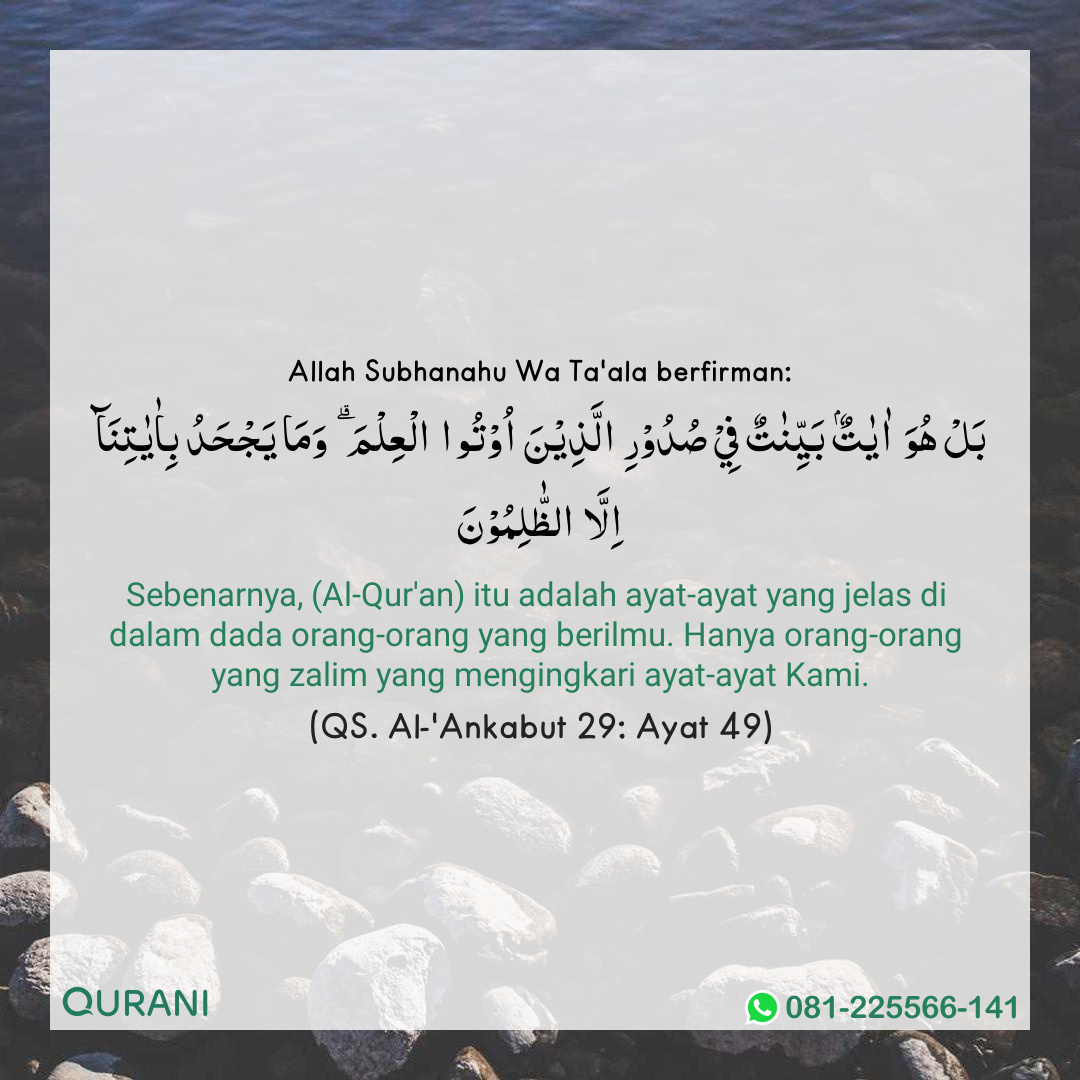 Allah Subhanahu Wa Ta'ala berfirman:
بَلْ هُوَ اٰيٰتٌۢ بَيِّنٰتٌ فِيْ صُدُوْرِ الَّذِيْنَ اُوْتُوا الْعِلْمَ ۗ وَمَا يَجْحَدُ بِاٰيٰتِنَآ
اِلَّا الظّٰلِمُوْنَ
Sebenarnya, (Al-Qur'an) itu adalah ayat-ayat yang jelas di
dalam dada orang-orang yang berilmu. Hanya orang-orang
yang zalim yang mengingkari ayat-ayat Kami.
(QS. Al-'Ankabut 29: Ayat 49)
QURANI
081-225566-141